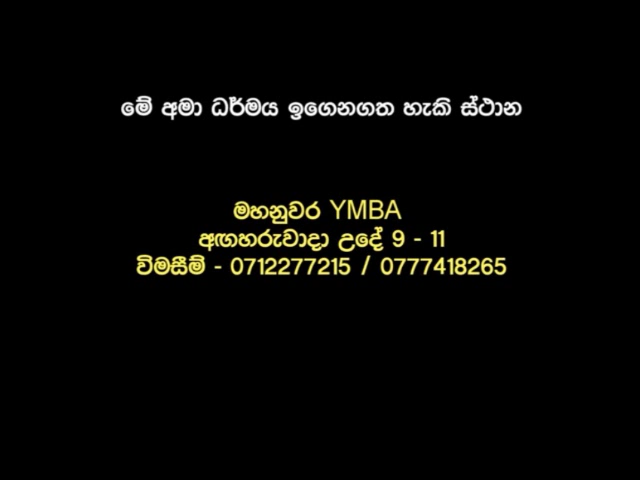 මේ අමා ධර්මය ඉගෙනගත හැකි ස්ථාන
මහනුවර YMBA
අඟහරුවාදා උදේ 9 - 11
විමසීම් - 0712277215 / 0777418265